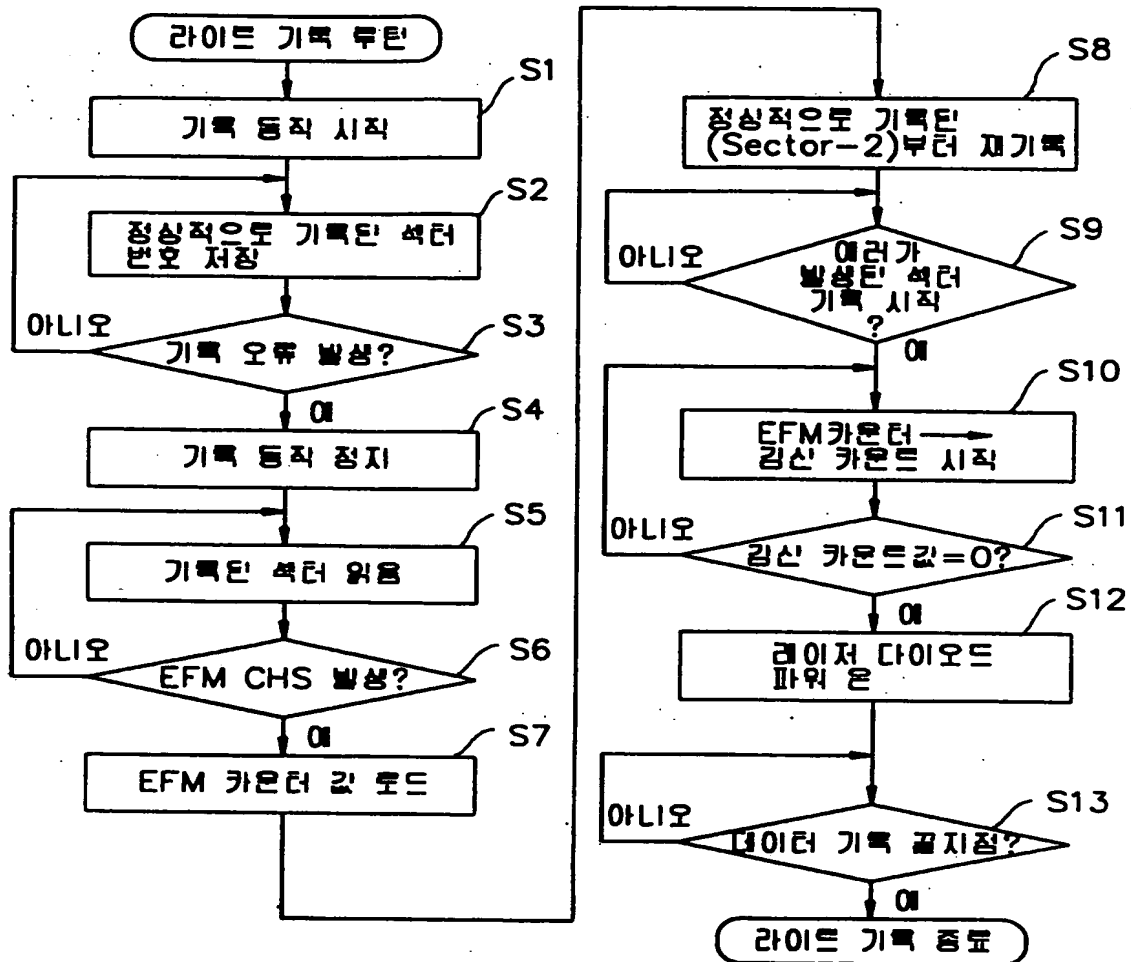 라이트 기록 루틴
S1
기록 동작 시작
S2
정상적으로 기록된 섹터
번호 저장
아니오
S3
기록 오류 발생?
예
S4
기록 동작 정지
S5
기록된 섹터 읽음
아니오
S6
EFM CHS 발생?
예
S7
EFM 카운터 값 로드
S8
정상적으로 기록된
(Sector-2)부터 재기록
S9
아니오
에러가
발생된 섹터
기록 시작
?
예
S10
EFM카운터
감산 카운트 시작
아니오
S11
감산 카운트값=0?
예
S12
레이저 다이오드
파워 온
아니오
S13
데이터 기록 끝지점?
예
라이트 기록 종료